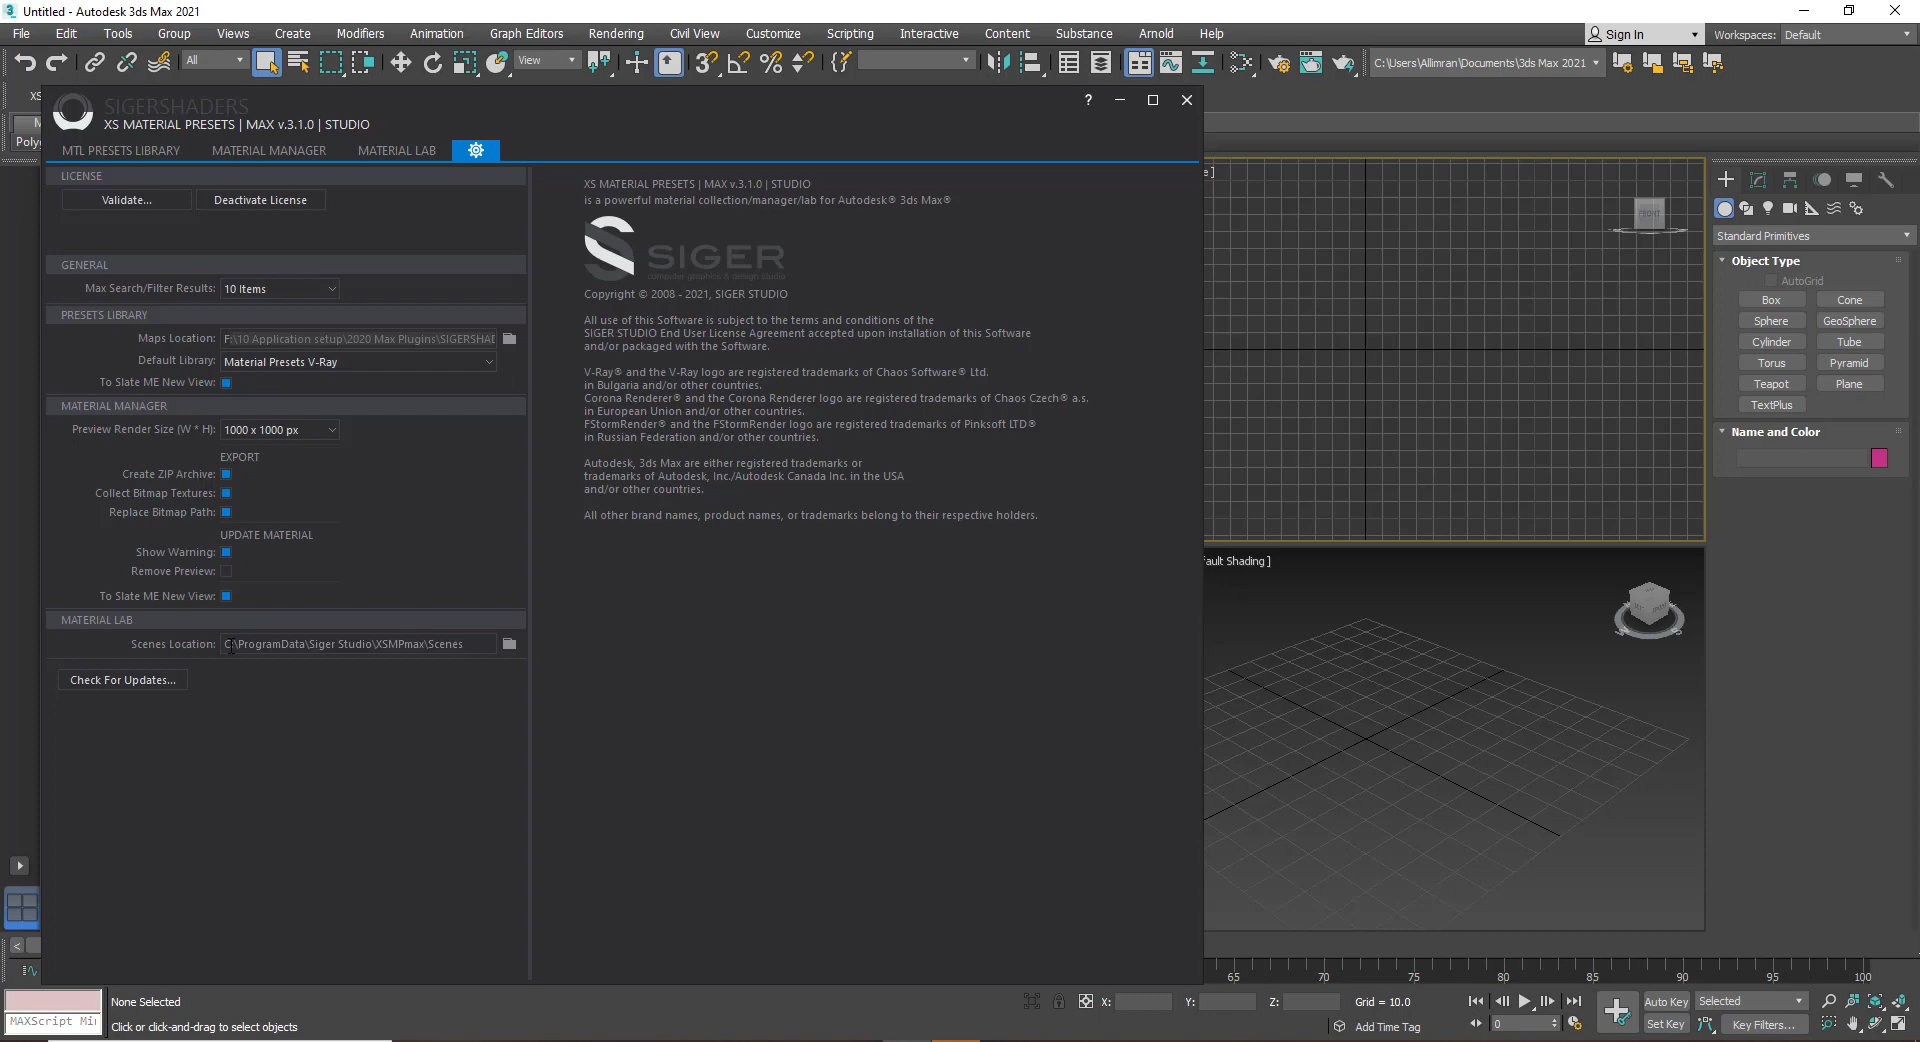 Untitled - Autodesk 3ds Max 2021
File Edit Tools Group Views Create Modifiers Animation Graph Editors Rendering Civil View Customize Scripting Interactive Content Substance Arnold Help
Sign In
Workspaces: Default
All
View
C:\Users\Allimran\Documents\3ds Max 2021
XS
SIGERSHADERS
XS MATERIAL PRESETS | MAX v.3.1.0 | STUDIO
?
Poly
MTL PRESETS LIBRARY MATERIAL MANAGER MATERIAL LAB
LICENSE
Validate... Deactivate License
GENERAL
Max Search/Filter Results: 10 Items
PRESETS LIBRARY
Maps Location: F:\10 Application setup\2020 Max Plugins\SIGERSHAD
Default Library: Material Presets V-Ray
To Slate ME New View:
MATERIAL MANAGER
Preview Render Size (W * H): 1000 x 1000 px
EXPORT
Create ZIP Archive:
Collect Bitmap Textures:
Replace Bitmap Path:
UPDATE MATERIAL
Show Warning:
Remove Preview:
To Slate ME New View:
MATERIAL LAB
Scenes Location: C:\ProgramData\Siger Studio\XSMPmax\Scenes
Check For Updates...
XS MATERIAL PRESETS | MAX v.3.1.0 | STUDIO
is a powerful material collection/manager/lab for Autodesk® 3ds Max®
SIGER
computer graphics & design studio
Copyright © 2008 - 2021, SIGER STUDIO
All use of this Software is subject to the terms and conditions of the
SIGER STUDIO End User License Agreement accepted upon installation of this Software
and/or packaged with the Software.
V-Ray® and the V-Ray logo are registered trademarks of Chaos Software® Ltd.
in Bulgaria and/or other countries.
Corona Renderer® and the Corona Renderer logo are registered trademarks of Chaos Czech® a.s.
in European Union and/or other countries.
FStormRender® and the FStormRender logo are registered trademarks of Pinksoft LTD®
in Russian Federation and/or other countries.
Autodesk, 3ds Max are either registered trademarks or
trademarks of Autodesk, Inc./Autodesk Canada Inc. in the USA
and/or other countries.
All other brand names, product names, or trademarks belong to their respective holders.
e ]
FRONT
fault Shading ]
Standard Primitives
Object Type
AutoGrid
Box Cone
Sphere GeoSphere
Cylinder Tube
Torus Pyramid
Teapot Plane
TextPlus
Name and Color
65 70 75 80 85 90 95 100
None Selected
X: Y: Z: Grid = 10.0
Auto Key Selected
MAXScript Mi
Click or click-and-drag to select objects
Add Time Tag
0
Set Key Key Filters...